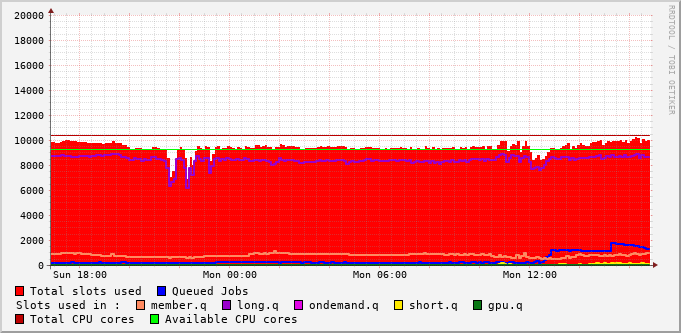 20000
18000
16000
14000
12000
10000
8000
6000
4000
2000
0
Sun 18:00 Mon 00:00 Mon 06:00 Mon 12:00
RRDTOOL / TOBI OETIKER
Total slots used Queued Jobs
Slots used in : member.q long.q ondemand.q short.q gpu.q
Total CPU cores Available CPU cores